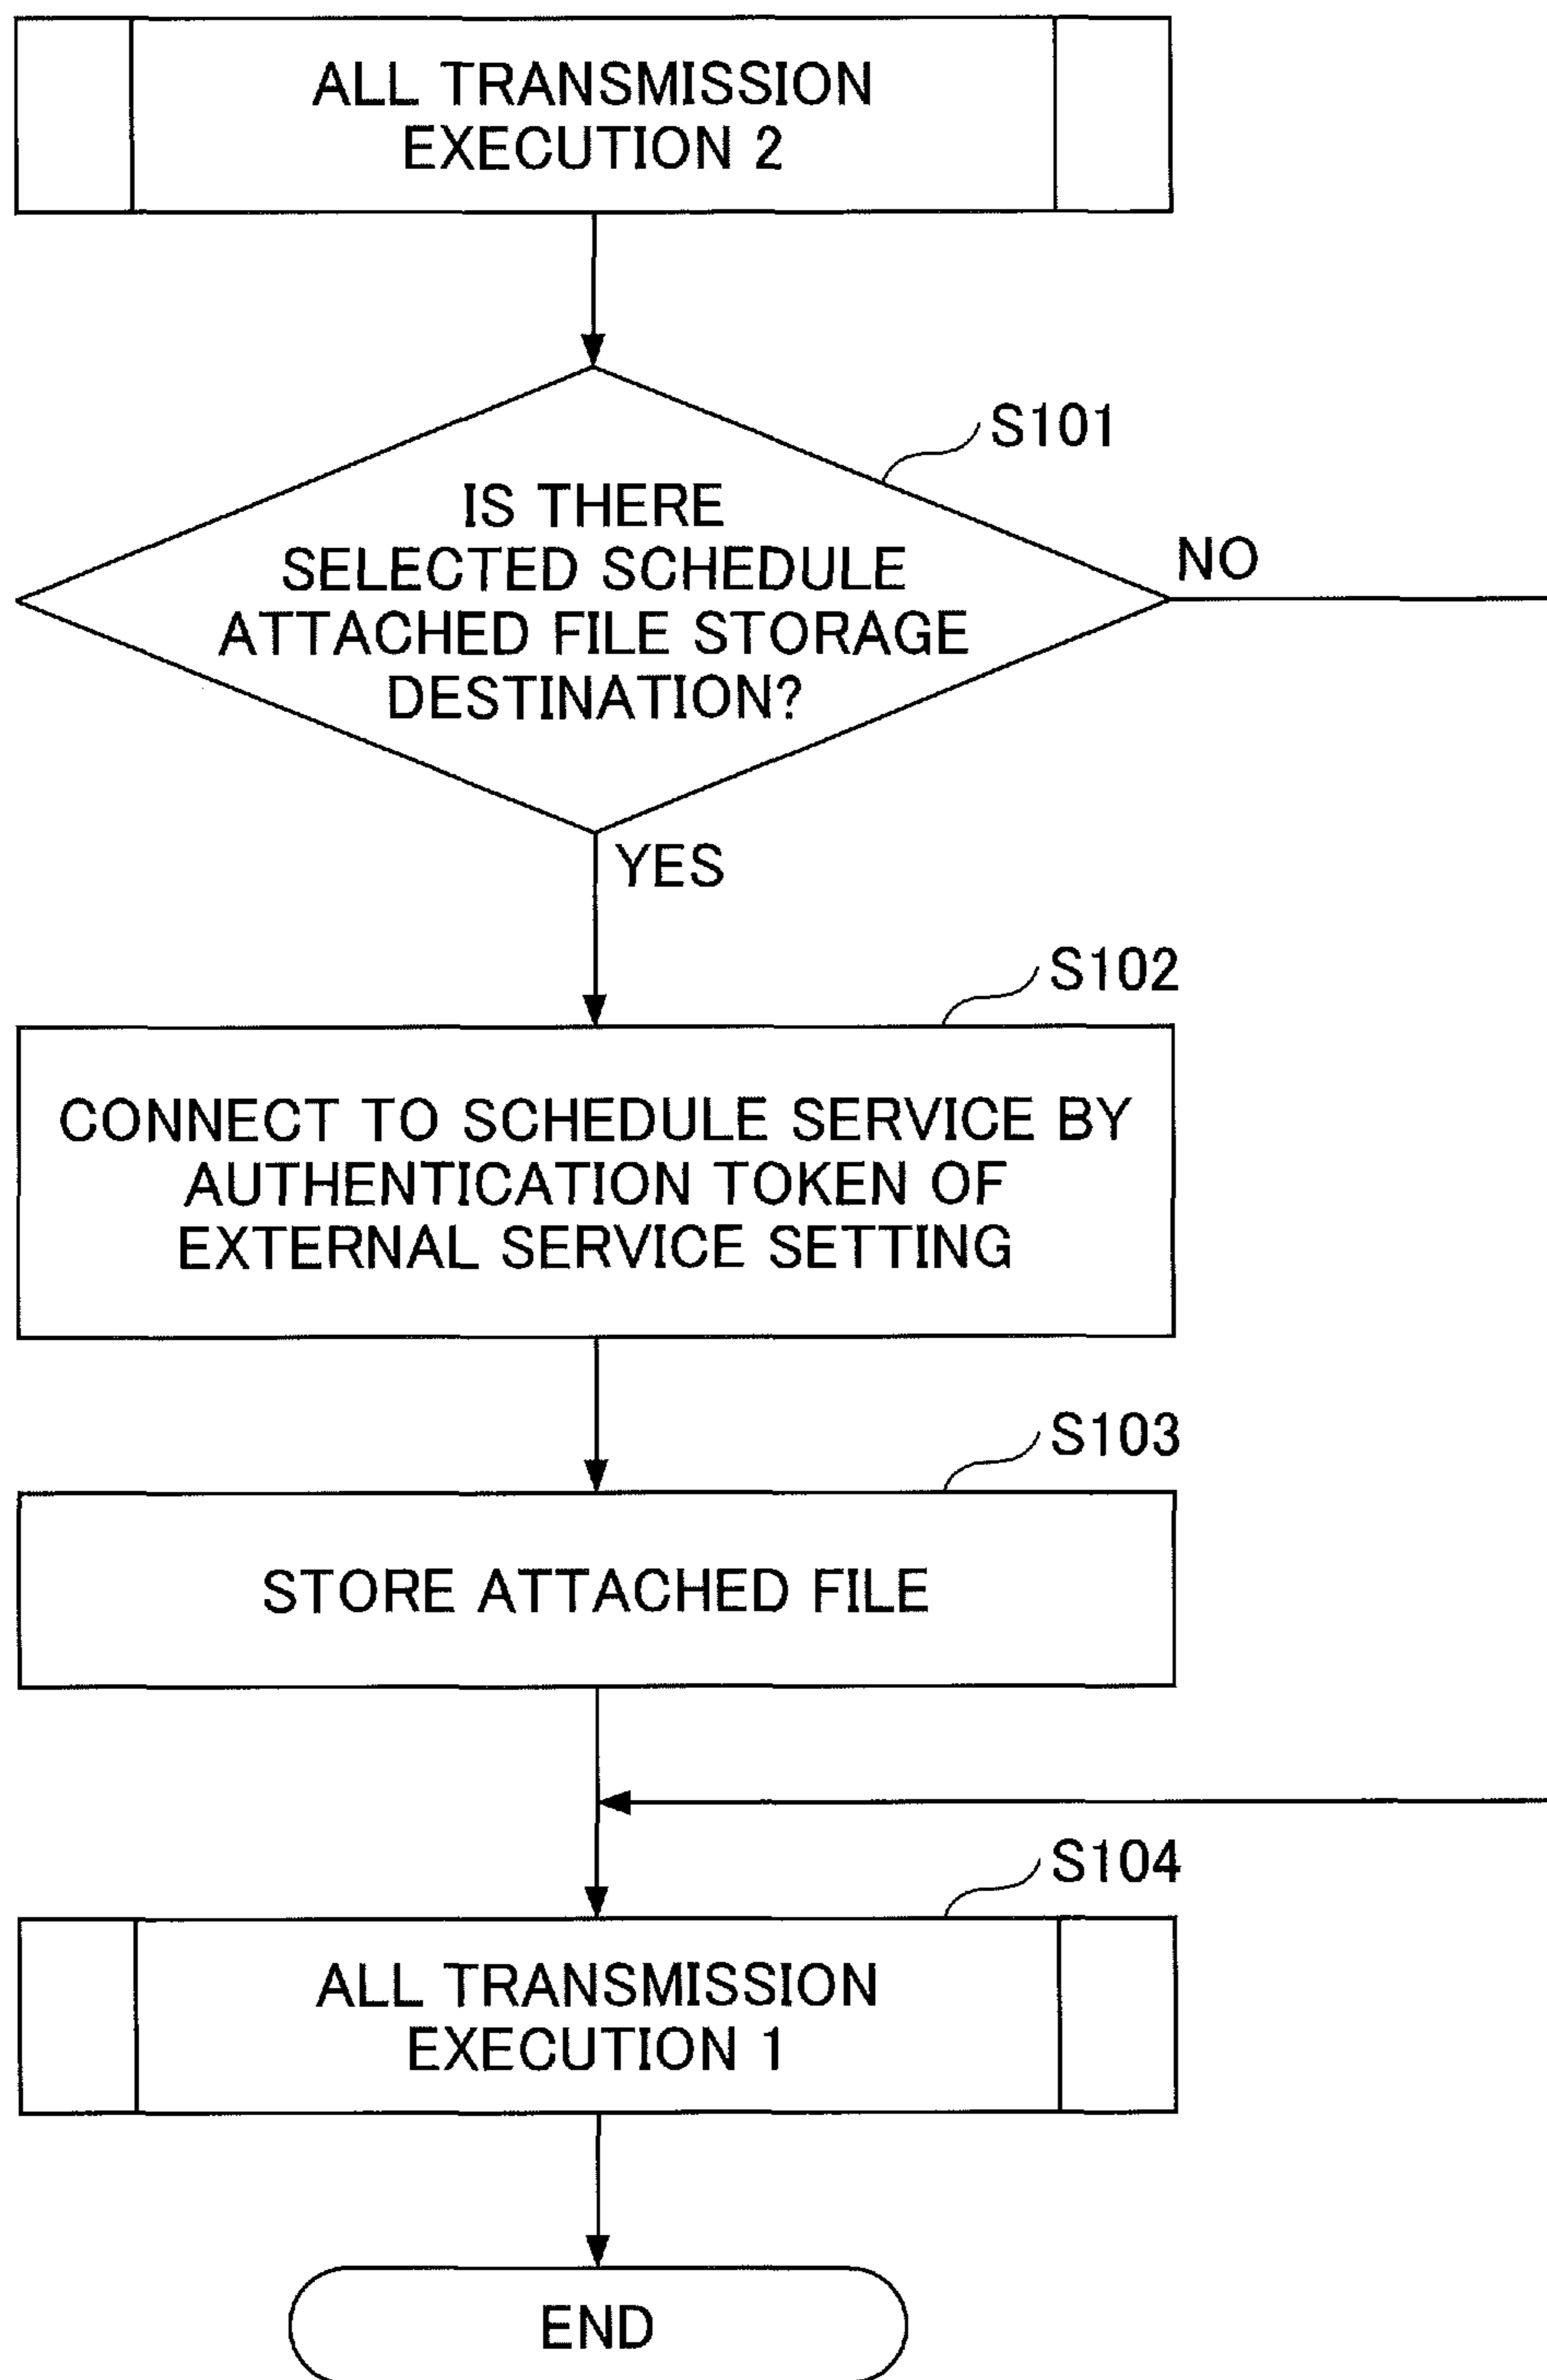 ALL TRANSMISSION
EXECUTION 2
S101
IS THERE
SELECTED SCHEDULE
ATTACHED FILE STORAGE
DESTINATION?
NO
YES
S102
CONNECT TO SCHEDULE SERVICE BY
AUTHENTICATION TOKEN OF
EXTERNAL SERVICE SETTING
S103
STORE ATTACHED FILE
S104
ALL TRANSMISSION
EXECUTION 1
END